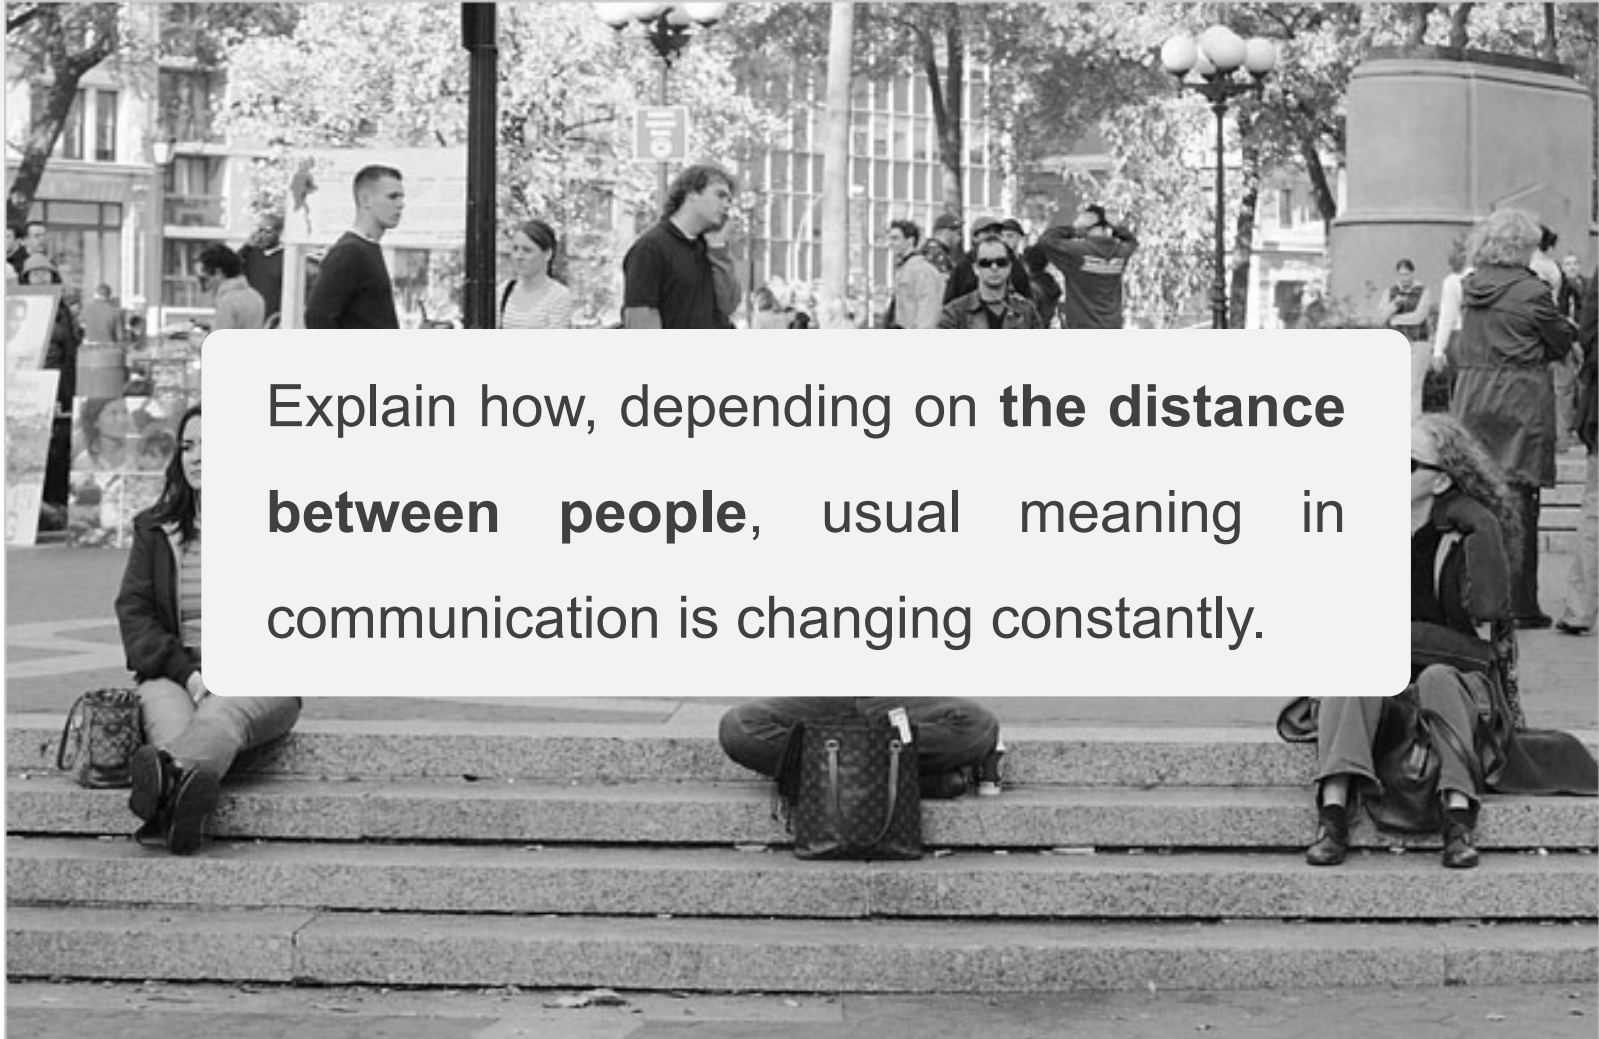 Explain how, depending on the distance
between people, usual meaning in
communication is changing constantly.